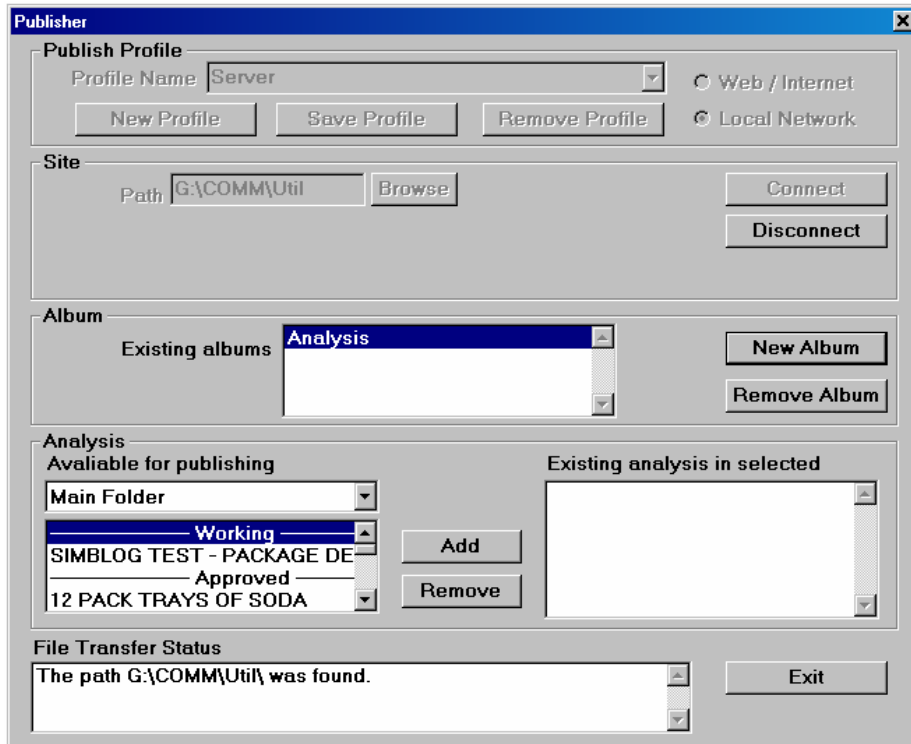 Publisher
Publish Profile
Profile Name Server
Web / Internet
New Profile Save Profile Remove Profile Local Network
Site
Path G:\COMM\Util Browse Connect
Disconnect
Album
Existing albums Analysis New Album
Remove Album
Analysis
Avaliable for publishing Existing analysis in selected
Main Folder
Working
SIMBLOG TEST - PACKAGE DE
Approved
12 PACK TRAYS OF SODA
Add
Remove
File Transfer Status
The path G:\COMM\Util\ was found. Exit